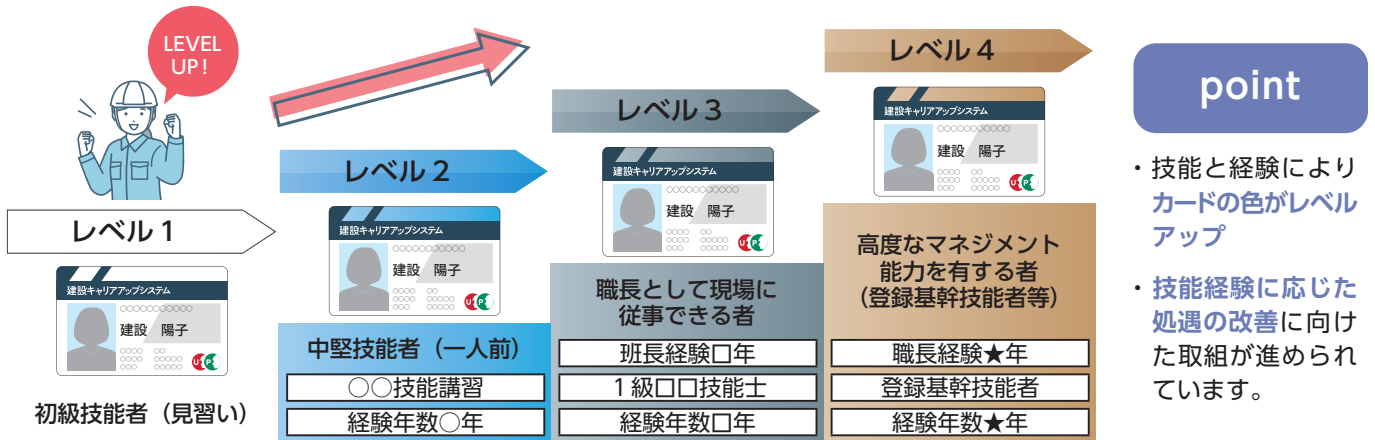 LEVEL
UP!
レベル1
建設キャリアアップシステム
○○○○○○○○○○○
建設 陽子
初級技能者（見習い）
レベル2
建設キャリアアップシステム
○○○○○○○○○○○
建設 陽子
中堅技能者（一人前）
○○技能講習
経験年数○年
レベル3
建設キャリアアップシステム
○○○○○○○○○○○
建設 陽子
職長として現場に
従事できる者
班長経験□年
1級□□技能士
経験年数□年
レベル4
建設キャリアアップシステム
○○○○○○○○○○○
建設 陽子
高度なマネジメント
能力を有する者
（登録基幹技能者等）
職長経験★年
登録基幹技能者
経験年数★年
point
・技能と経験により
カードの色がレベル
アップ
・技能経験に応じた
処遇の改善に向け
た取組が進められ
ています。